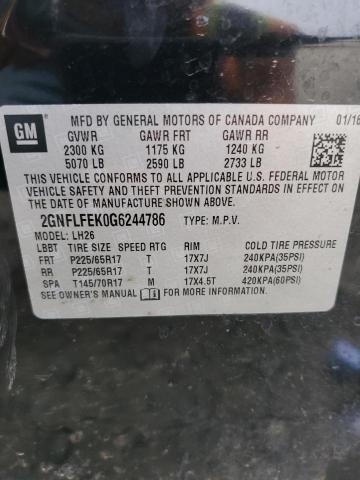 GM
MFD BY GENERAL MOTORS OF CANADA COMPANY 01/16
GVWR GAWR FRT GAWR RR
2300 KG 1175 KG 1240 KG
5070 LB 2590 LB 2733 LB
THIS VEHICLE CONFORMS TO ALL APPLICABLE U.S. FEDERAL MOTOR
VEHICLE SAFETY AND THEFT PREVENTION STANDARDS IN EFFECT ON
THE DATE OF MANUFACTURE SHOWN ABOVE.
2GNFLFEK0G6244786 TYPE: M.P.V.
MODEL: LH26
LBBT TIRE SIZE SPEED RTG RIM COLD TIRE PRESSURE
FRT P225/65R17 T 17X7J 240KPA(35PSI)
RR P225/65R17 T 17X7J 240KPA(35PSI)
SPA T145/70R17 M 17X4.5T 420KPA(60PSI)
SEE OWNER'S MANUAL FOR MORE INFORMATION.